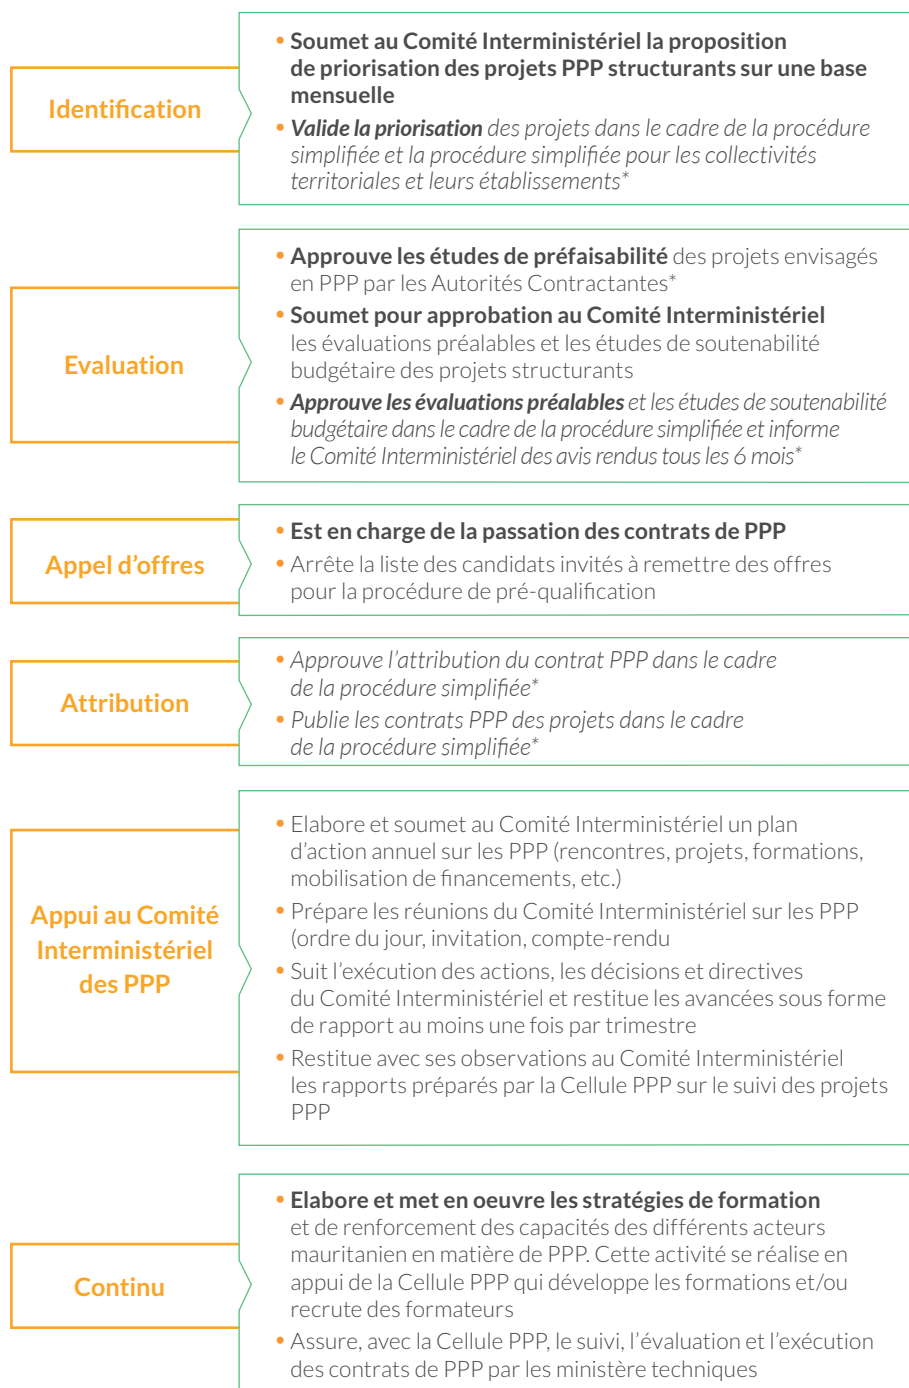 Identification
• Soumet au Comité Interministériel la proposition
de priorisation des projets PPP structurants sur une base
mensuelle
• Valide la priorisation des projets dans le cadre de la procédure
simplifiée et la procédure simplifiée pour les collectivités
territoriales et leurs établissements*
Evaluation
• Approuve les études de préfaisabilité des projets envisagés
en PPP par les Autorités Contractantes*
• Soumet pour approbation au Comité Interministériel
les évaluations préalables et les études de soutenabilité
budgétaire des projets structurants
• Approuve les évaluations préalables et les études de soutenabilité
budgétaire dans le cadre de la procédure simplifiée et informe
le Comité Interministériel des avis rendus tous les 6 mois*
Appel d’offres
• Est en charge de la passation des contrats de PPP
• Arrête la liste des candidats invités à remettre des offres
pour la procédure de pré-qualification
Attribution
• Approuve l’attribution du contrat PPP dans le cadre
de la procédure simplifiée*
• Publie les contrats PPP des projets dans le cadre
de la procédure simplifiée*
Appui au Comité
Interministériel
des PPP
• Elabore et soumet au Comité Interministériel un plan
d’action annuel sur les PPP (rencontres, projets, formations,
mobilisation de financements, etc.)
• Prépare les réunions du Comité Interministériel sur les PPP
(ordre du jour, invitation, compte-rendu
• Suit l’exécution des actions, les décisions et directives
du Comité Interministériel et restitue les avancées sous forme
de rapport au moins une fois par trimestre
• Restitue avec ses observations au Comité Interministériel
les rapports préparés par la Cellule PPP sur le suivi des projets
PPP
Continu
• Elabore et met en oeuvre les stratégies de formation
et de renforcement des capacités des différents acteurs
mauritanien en matière de PPP. Cette activité se réalise en
appui de la Cellule PPP qui développe les formations et/ou
recrute des formateurs
• Assure, avec la Cellule PPP, le suivi, l’évaluation et l’exécution
des contrats de PPP par les ministère techniques